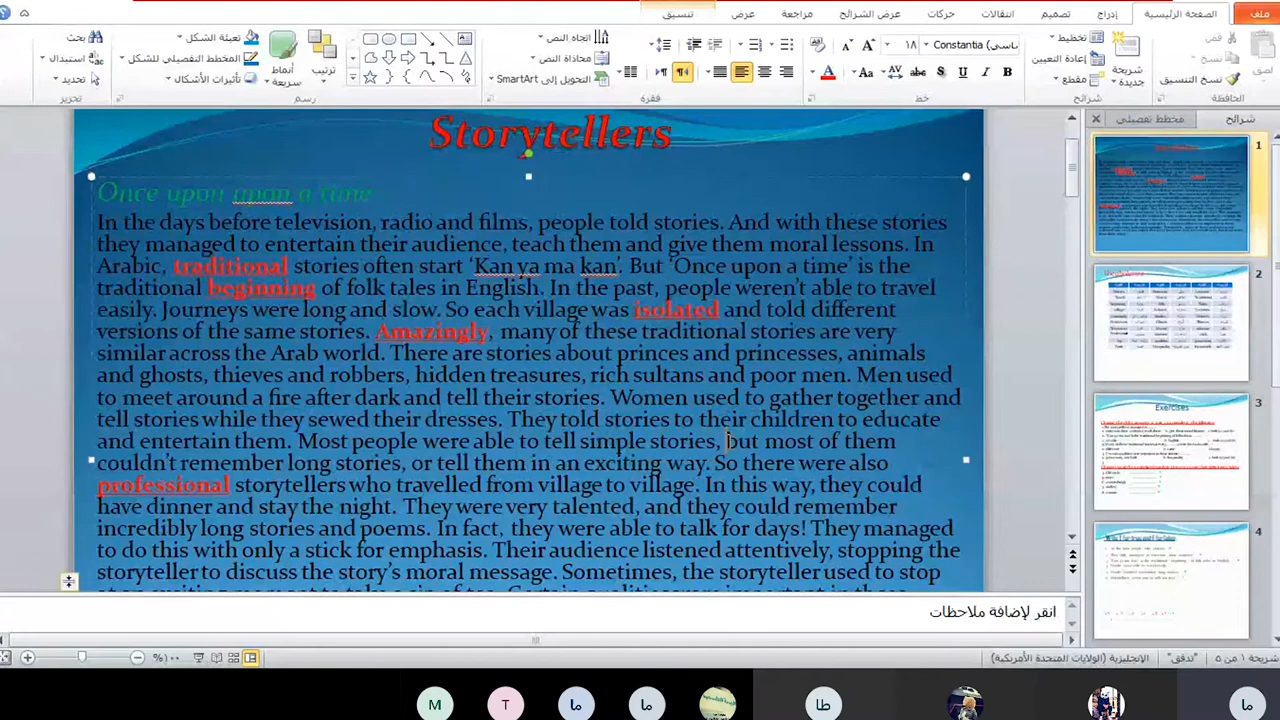 ملف
الصفحة الرئيسية
إدراج
تصميم
انتقالات
حركات
عرض الشرائح
مراجعة
عرض
تنسيق
لصق
قص
نسخ
نسخ التنسيق
الحافظة
شريحة جديدة
تخطيط
إعادة التعيين
مقطع
شرائح
Constantia
١٨
خط
اتجاه النص
محاذاة النص
التحويل إلى SmartArt
فقرة
ترتيب
أنماط سريعة
تعبئة الشكل
المخطط التفصيلي للشكل
تأثيرات الأشكال
رسم
بحث
استبدال
تحديد
تحرير
شرائح
مخطط تفصيلي
Storytellers
Once upon upon a time
In the days before television, radio and films, people told stories. And with these stories
they managed to entertain their audience, teach them and give them moral lessons. In
Arabic, traditional stories often start ‘Kan ya ma kan’. But ‘Once upon a time’ is the
traditional beginning of folk tales in English. In the past, people weren’t able to travel
easily. Journeys were long and slow so each village was isolated and told different
versions of the same stories. Amazingly, many of these traditional stories are very
similar across the Arab world. There are stories about princes and princesses, animals
and ghosts, thieves and robbers, hidden treasures, rich sultans and poor men. Men used
to meet around a fire after dark and tell their stories. Women used to gather together and
tell stories while they sewed their dresses. They told stories to their children to educate
and entertain them. Most people were able to tell simple stories, but most of them
couldn’t remember long stories or tell them in an exciting way. So there were also
professional storytellers who travelled from village to village. In this way, they could
have dinner and stay the night. They were very talented, and they could remember
incredibly long stories and poems. In fact, they were able to talk for days! They managed
to do this with only a stick for emphasis. Their audience listened attentively, stopping the
storyteller to discuss the story’s moral message. Sometimes, the storyteller used to stop
1
2
3
Exercises
4
انقر لإضافة ملاحظات
شريحة ١ من ٥
"تدفق"
الإنجليزية (الولايات المتحدة الأمريكية)
١٠٠%
M
T
ما
ما
طا
ما